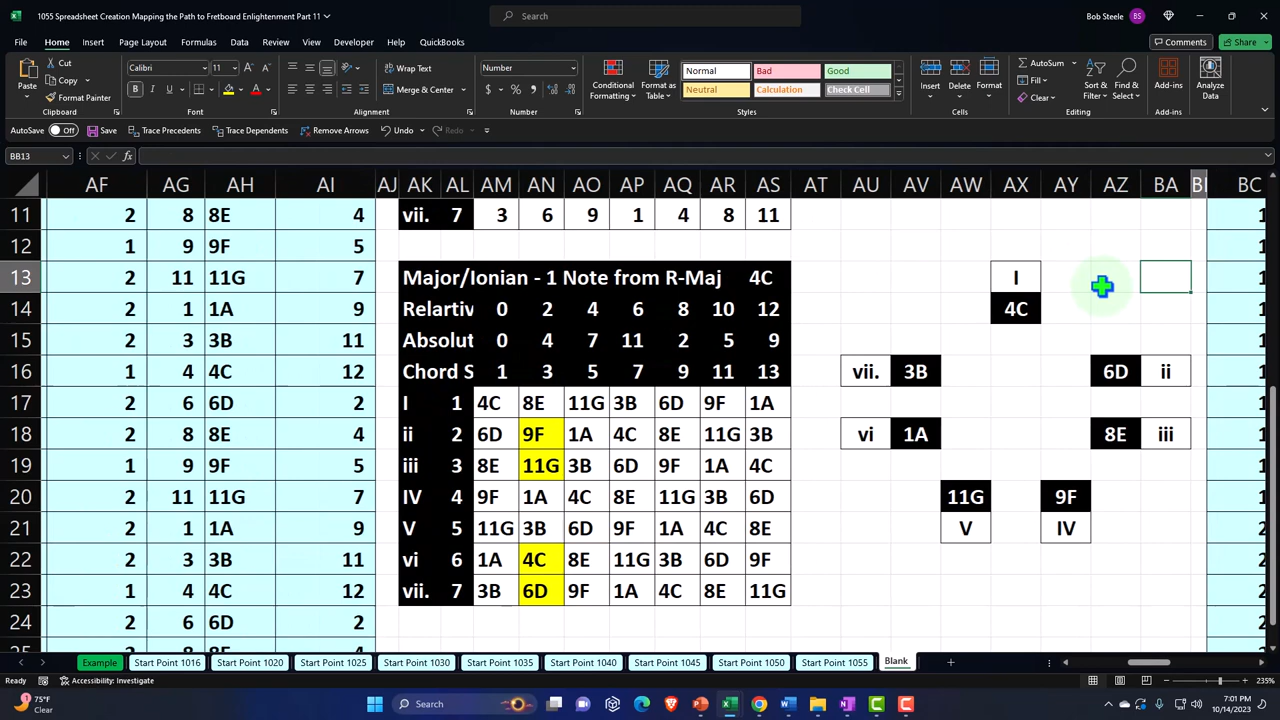 1055 Spreadsheet Creation Mapping the Path to Fretboard Enlightenment Part 11
Search
Bob Steele BS
File Home Insert Page Layout Formulas Data Review View Developer Help QuickBooks
Comments Share
Paste Cut Copy Format Painter
Clipboard
Calibri 11
Font
Wrap Text
Merge & Center
Alignment
Number
Number
Conditional Formatting
Format as Table
Normal Bad Good
Neutral Calculation Check Cell
Styles
Insert Delete Format
Cells
AutoSum
Fill
Clear
Sort & Filter
Find & Select
Editing
Add-ins
Add-ins
Analyze Data
AutoSave Off Save Trace Precedents Trace Dependents Remove Arrows Undo Redo
BB13
AF AG AH AI AJ AK AL AM AN AO AP AQ AR AS AT AU AV AW AX AY AZ BA BC
11 2 8 8E 4 vii. 7 3 6 9 1 4 8 11
12 1 9 9F 5
13 2 11 11G 7 Major/Ionian - 1 Note from R-Maj 4C I
14 2 1 1A 9 Relartiv 0 2 4 6 8 10 12 4C
15 2 3 3B 11 Absolut 0 4 7 11 2 5 9
16 1 4 4C 12 Chord S 1 3 5 7 9 11 13 vii. 3B 6D ii
17 2 6 6D 2 I 1 4C 8E 11G 3B 6D 9F 1A
18 2 8 8E 4 ii 2 6D 9F 1A 4C 8E 11G 3B vi 1A 8E iii
19 1 9 9F 5 iii 3 8E 11G 3B 6D 9F 1A 4C
20 2 11 11G 7 IV 4 9F 1A 4C 8E 11G 3B 6D 11G 9F
21 2 1 1A 9 V 5 11G 3B 6D 9F 1A 4C 8E V IV
22 2 3 3B 11 vi 6 1A 4C 8E 11G 3B 6D 9F
23 1 4 4C 12 vii. 7 3B 6D 9F 1A 4C 8E 11G
24 2 6 6D 2
Example Start Point 1016 Start Point 1020 Start Point 1025 Start Point 1030 Start Point 1035 Start Point 1040 Start Point 1045 Start Point 1050 Start Point 1055 Blank
Ready Accessibility: Investigate 235%
75°F
Clear
Search
7:01 PM
10/14/2023